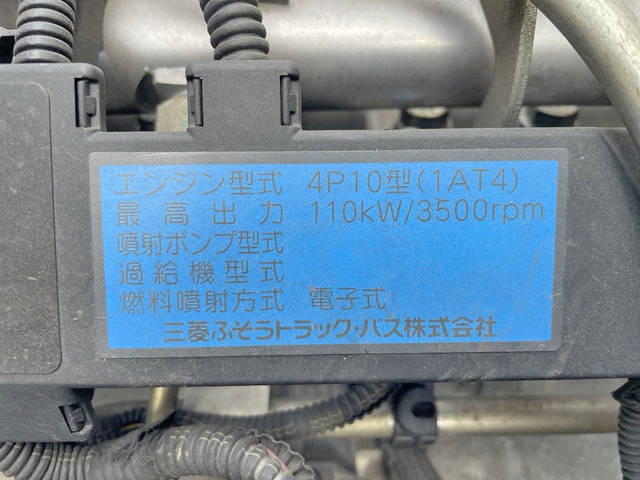 エンジン型式 4P10型(1AT4)
最高出力 110kW/3500rpm
噴射ポンプ型式
過給機型式
燃料噴射方式 電子式
三菱ふそうトラック・バス株式会社